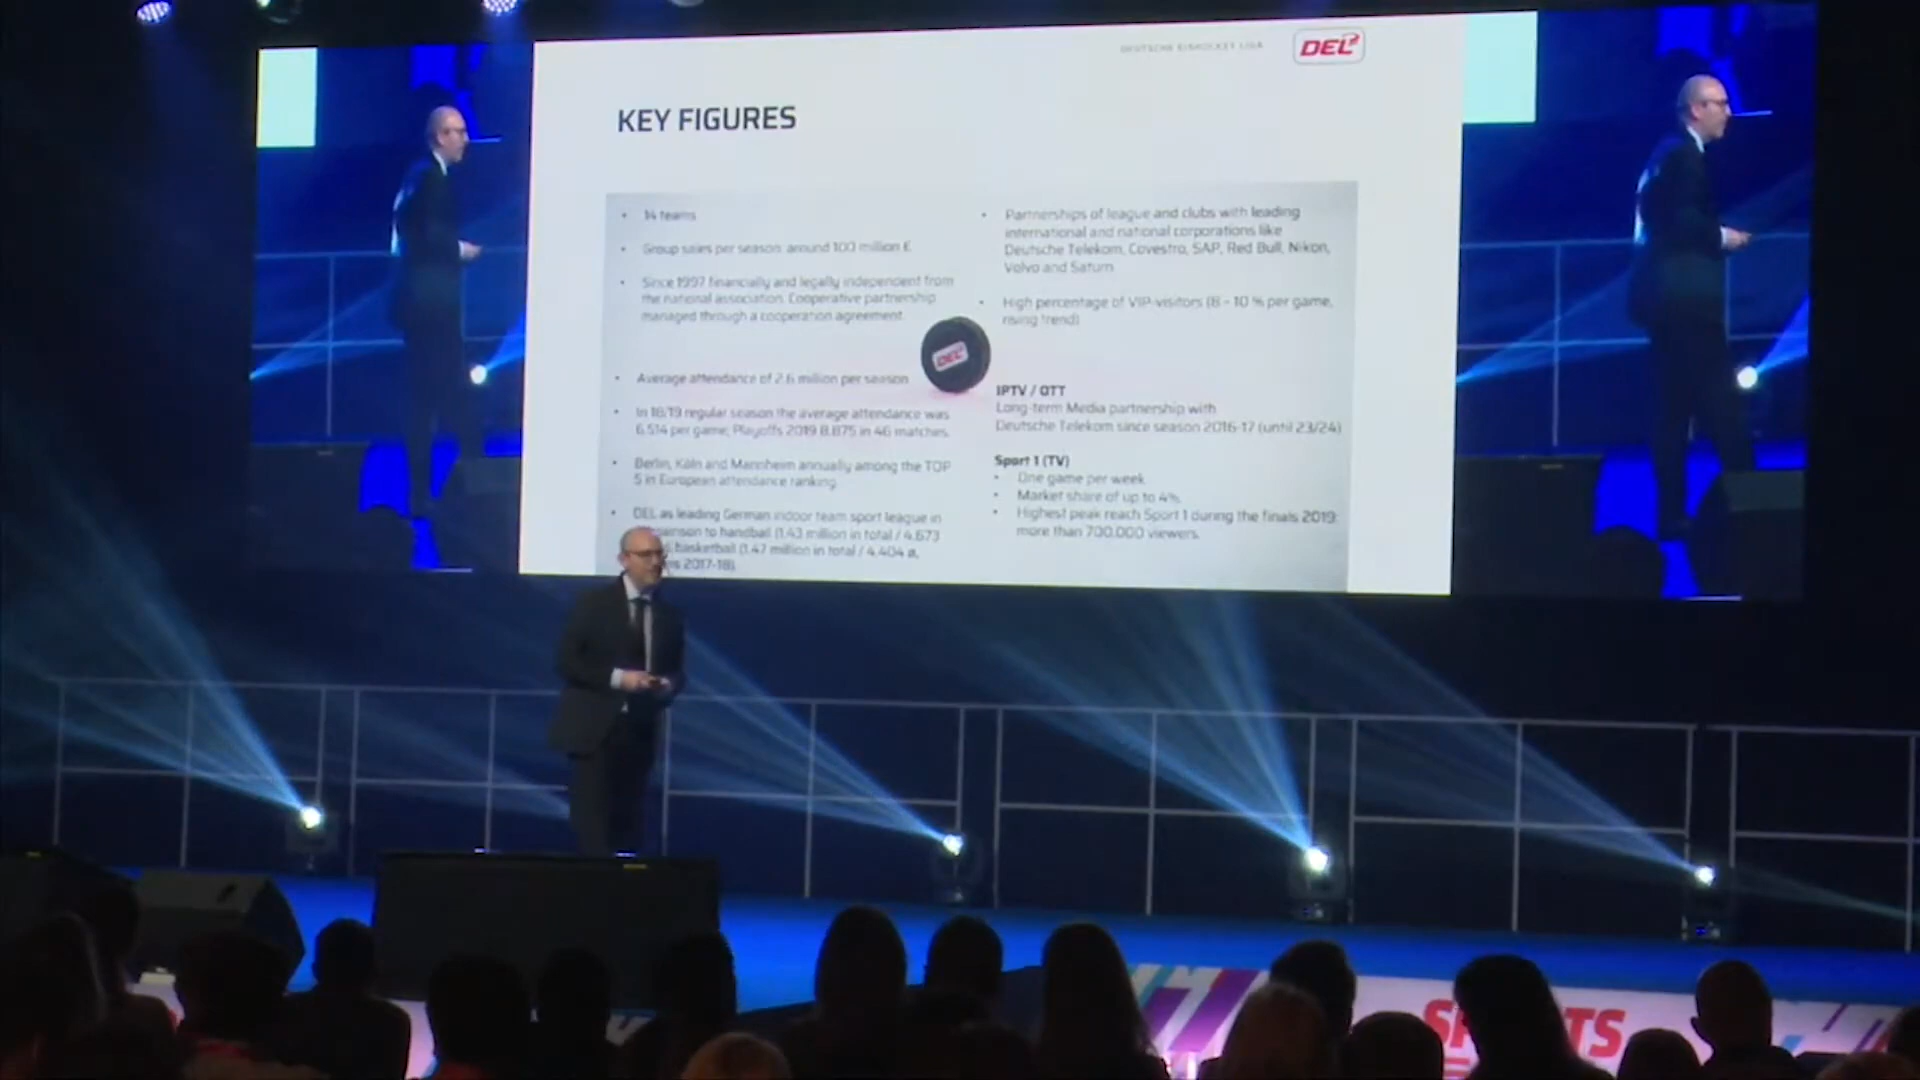 DEUTSCHE EISHOCKEY LIGA
DEL
KEY FIGURES
• 14 teams
• Group sales per season: around 100 million €
• Since 1997 financially and legally independent from
the national association. Cooperative partnership
managed through a cooperation agreement.
• Average attendance of 2.6 million per season
• In 18/19 regular season the average attendance was
6.514 per game; Playoffs 2019 8.875 in 46 matches.
• Berlin, Köln and Mannheim annually among the TOP
5 in European attendance ranking
• DEL as leading German indoor team sport league in
to handball (1.43 million in total / 4.673
basketball (1.47 million in total / 4.404 ø,
2017-18).
• Partnerships of league and clubs with leading
international and national corporations like
Deutsche Telekom, Covestro, SAP, Red Bull, Nikon,
Volvo and Saturn
• High percentage of VIP-visitors (8 - 10 % per game,
rising trend)
DEL
IPTV / OTT
Long-term Media partnership with
Deutsche Telekom since season 2016-17 (until 23/24)
Sport 1 (TV)
• One game per week
• Market share of up to 4%
• Highest peak reach Sport 1 during the finals 2019:
more than 700.000 viewers.